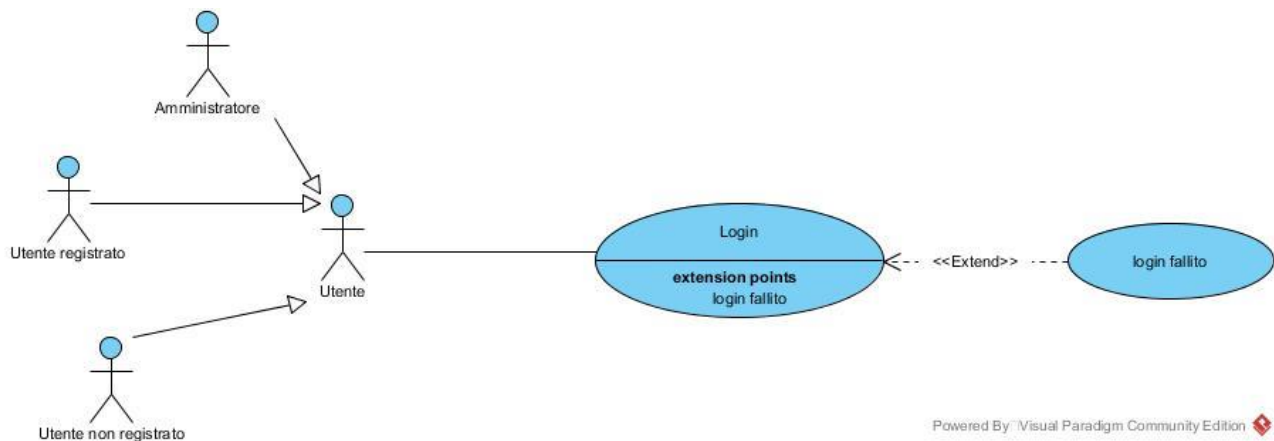 Amministratore
Utente registrato
Utente
Utente non registrato
Login
extension points
login fallito
<<Extend>>
login fallito
Powered By Visual Paradigm Community Edition